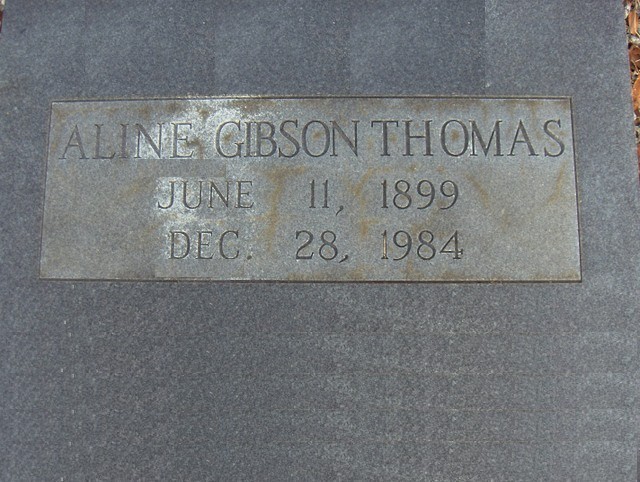 ALINE GIBSON THOMAS
JUNE 11, 1899
DEC. 28, 1984